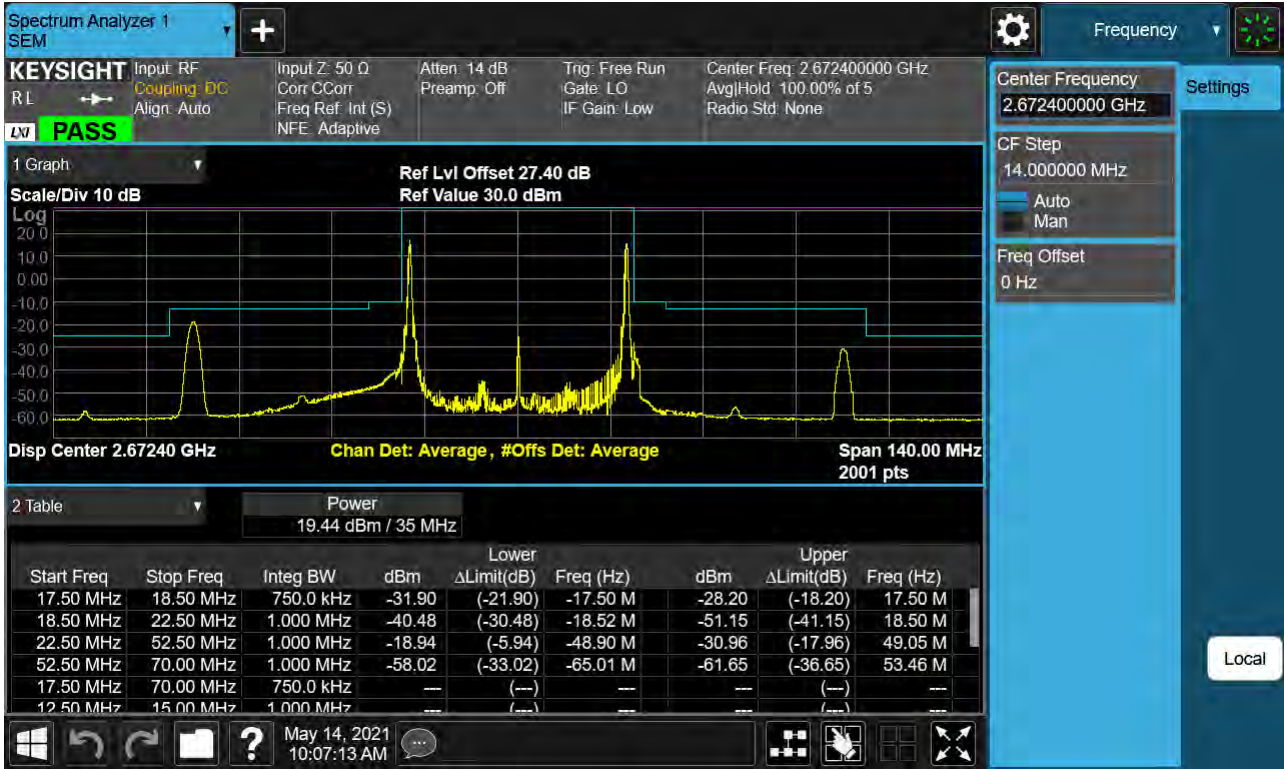 Spectrum Analyzer 1
SEM
Frequency
KEYSIGHT
Input: RF
Input Z: 50 Ω
Atten: 14 dB
Trig: Free Run
Center Freq: 2.672400000 GHz
RL
Coupling: DC
Corr CCorr
Preamp: Off
Gate: LO
Avg|Hold: 100.00% of 5
Align: Auto
Freq Ref: Int (S)
IF Gain: Low
Radio Std: None
LXI
PASS
NFE: Adaptive
Center Frequency
2.672400000 GHz
Settings
CF Step
14.000000 MHz
Auto
Man
Freq Offset
0 Hz
1 Graph
Ref Lvl Offset 27.40 dB
Scale/Div 10 dB
Ref Value 30.0 dBm
Log
20.0
10.0
0.00
-10.0
-20.0
-30.0
-40.0
-50.0
-60.0
Disp Center 2.67240 GHz
Chan Det: Average, #Offs Det: Average
Span 140.00 MHz
2001 pts
2 Table
Power
19.44 dBm / 35 MHz
Lower Upper
Start Freq Stop Freq Integ BW dBm ΔLimit(dB) Freq (Hz) dBm ΔLimit(dB) Freq (Hz)
17.50 MHz 18.50 MHz 750.0 kHz -31.90 (-21.90) -17.50 M -28.20 (-18.20) 17.50 M
18.50 MHz 22.50 MHz 1.000 MHz -40.48 (-30.48) -18.52 M -51.15 (-41.15) 18.50 M
22.50 MHz 52.50 MHz 1.000 MHz -18.94 (-5.94) -48.90 M -30.96 (-17.96) 49.05 M
52.50 MHz 70.00 MHz 1.000 MHz -58.02 (-33.02) -65.01 M -61.65 (-36.65) 53.46 M
17.50 MHz 70.00 MHz 750.0 kHz --- (---) --- --- (---) ---
12.50 MHz 15.00 MHz 1.000 MHz --- (---) --- --- (---) ---
Local
?
May 14, 2021
10:07:13 AM